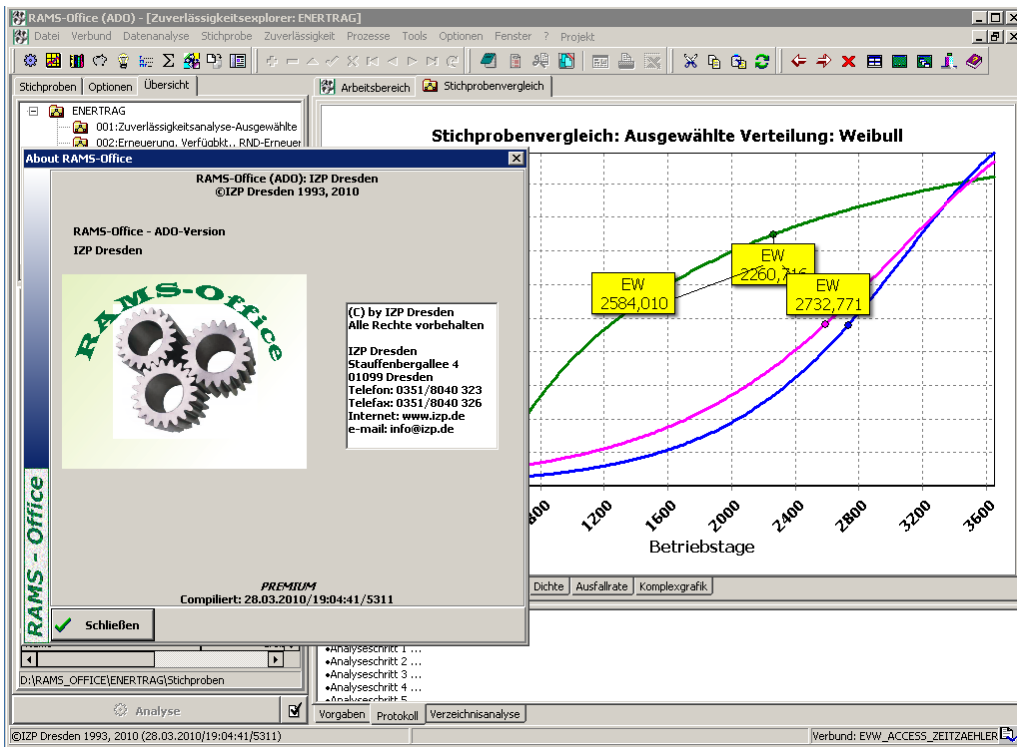 RAMS-Office (ADO) - [Zuverlässigkeitsexplorer: ENERTRAG]
Datei Verbund Datenanalyse Stichprobe Zuverlässigkeit Prozesse Tools Optionen Fenster ? Projekt
Stichproben Optionen Übersicht
Arbeitsbereich Stichprobenvergleich
ENERTRAG
001:Zuverlässigkeitsanalyse-Ausgewählte
002:Erneuerung, Verfügbkt., RND-Erneuer
Stichprobenvergleich: Ausgewählte Verteilung: Weibull
EW
2260,716
EW
2584,010
EW
2732,771
1200
1600
2000
2400
2800
3200
3600
Betriebstage
About RAMS-Office
RAMS-Office (ADO): IZP Dresden
©IZP Dresden 1993, 2010
RAMS-Office - ADO-Version
IZP Dresden
RAMS-Office
(C) by IZP Dresden
Alle Rechte vorbehalten
IZP Dresden
Stauffenbergallee 4
01099 Dresden
Telefon: 0351/8040 323
Telefax: 0351/8040 326
Internet: www.izp.de
e-mail: info@izp.de
RAMS - Office
PREMIUM
Compiliert: 28.03.2010/19:04:41/5311
Schließen
Dichte Ausfallrate Komplexgrafik
•Analyseschritt 1 ...
•Analyseschritt 2 ...
•Analyseschritt 3 ...
•Analyseschritt 4 ...
•Analyseschritt 5
D:\RAMS_OFFICE\ENERTRAG\Stichproben
Analyse
Vorgaben Protokoll Verzeichnisanalyse
©IZP Dresden 1993, 2010 (28.03.2010/19:04:41/5311)
Verbund: EVW_ACCESS_ZEITZAEHLER